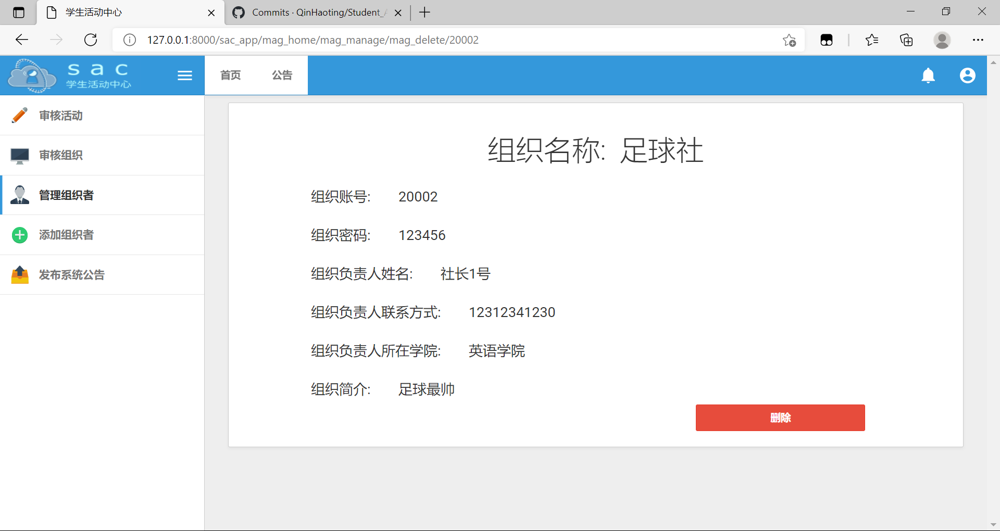 学生活动中心
Commits · QinHaoting/Student_
127.0.0.1:8000/sac_app/mag_home/mag_manage/mag_delete/20002
sac
学生活动中心
首页
公告
审核活动
审核组织
管理组织者
添加组织者
发布系统公告
组织名称: 足球社
组织账号: 20002
组织密码: 123456
组织负责人姓名: 社长1号
组织负责人联系方式: 12312341230
组织负责人所在学院: 英语学院
组织简介: 足球最帅
删除